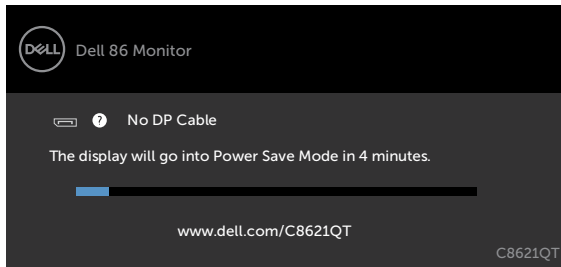 DELL Dell 86 Monitor
? No DP Cable
The display will go into Power Save Mode in 4 minutes.
www.dell.com/C8621QT
C8621QT